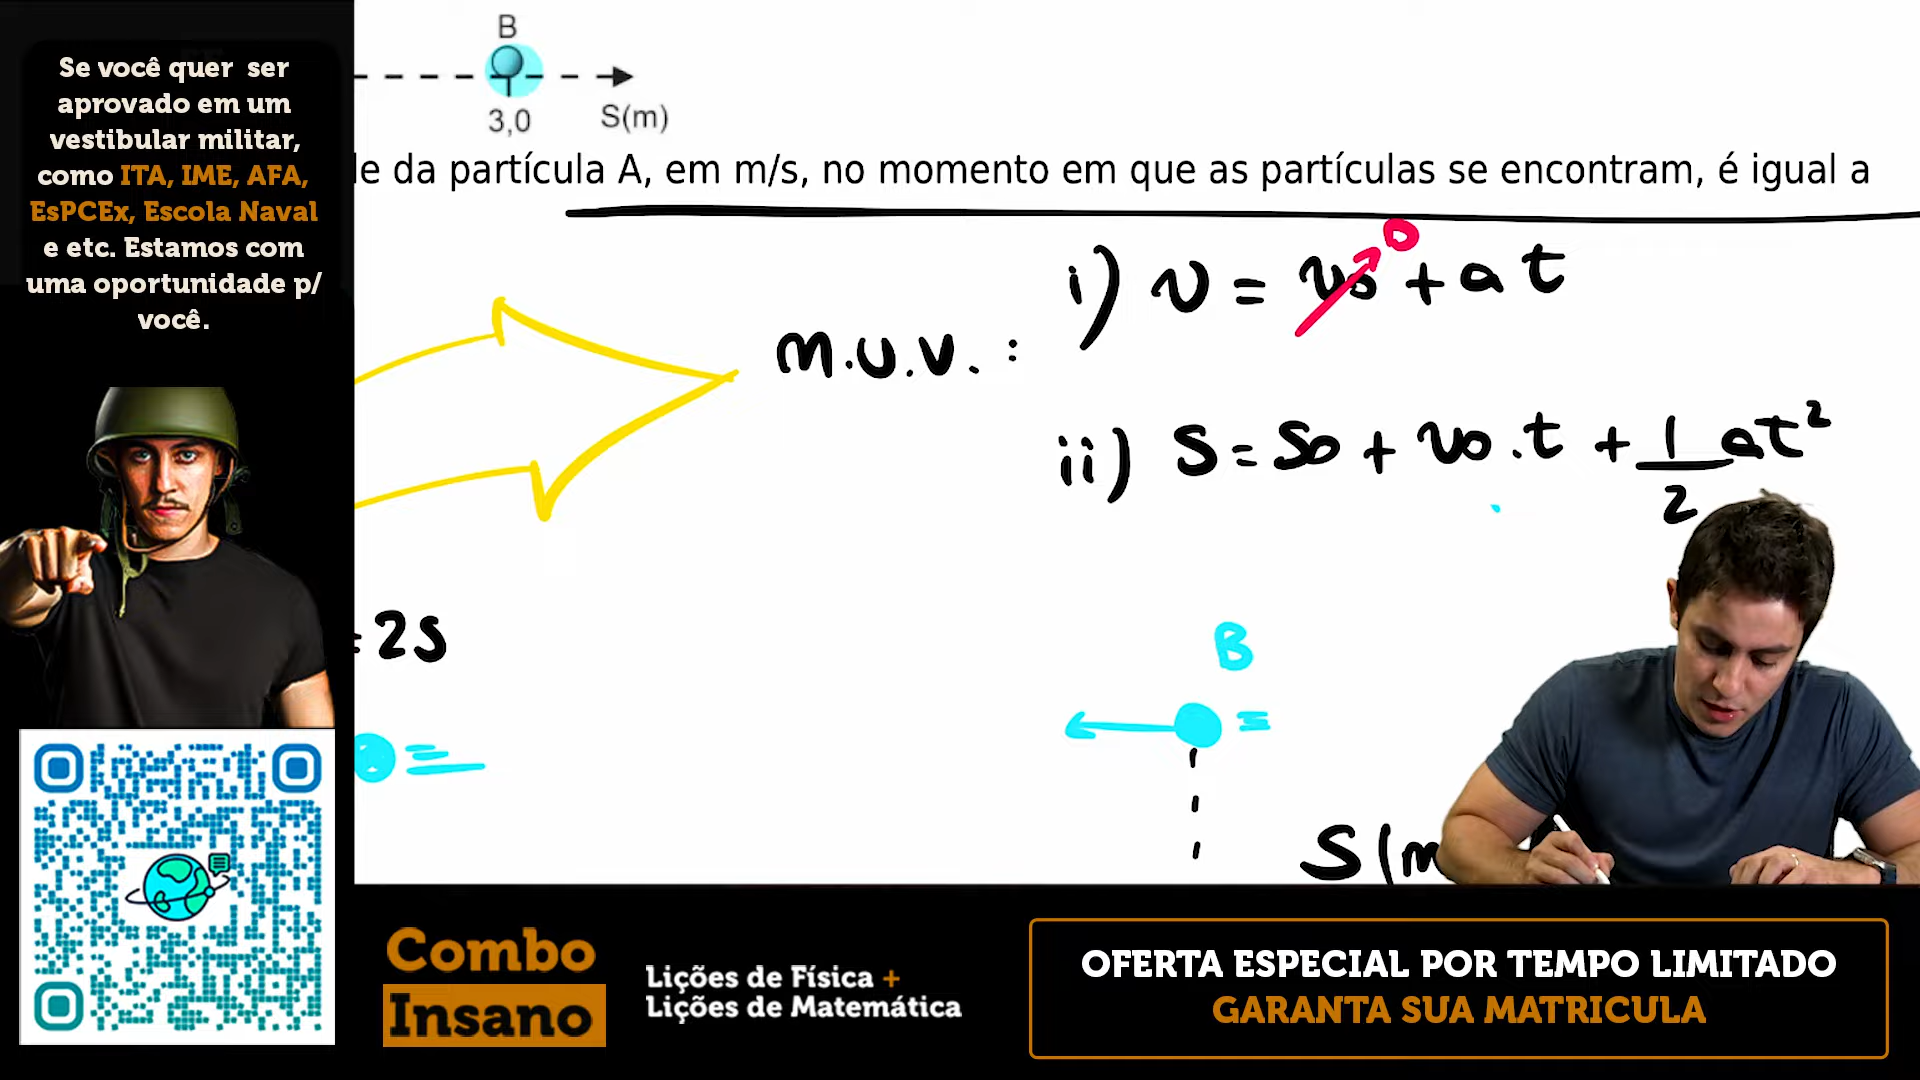 Se você quer ser
aprovado em um
vestibular militar,
como ITA, IME, AFA,
EsPCEx, Escola Naval
e etc. Estamos com
uma oportunidade p/
você.
B
3,0
S(m)
da partícula A, em m/s, no momento em que as partículas se encontram, é igual a
i) v = v0 + at
0
M.U.V. :
ii) S = S0 + v0.t + 1/2 at²
= 2s
B
S(m
Combo
Insano
Lições de Física +
Lições de Matemática
OFERTA ESPECIAL POR TEMPO LIMITADO
GARANTA SUA MATRICULA